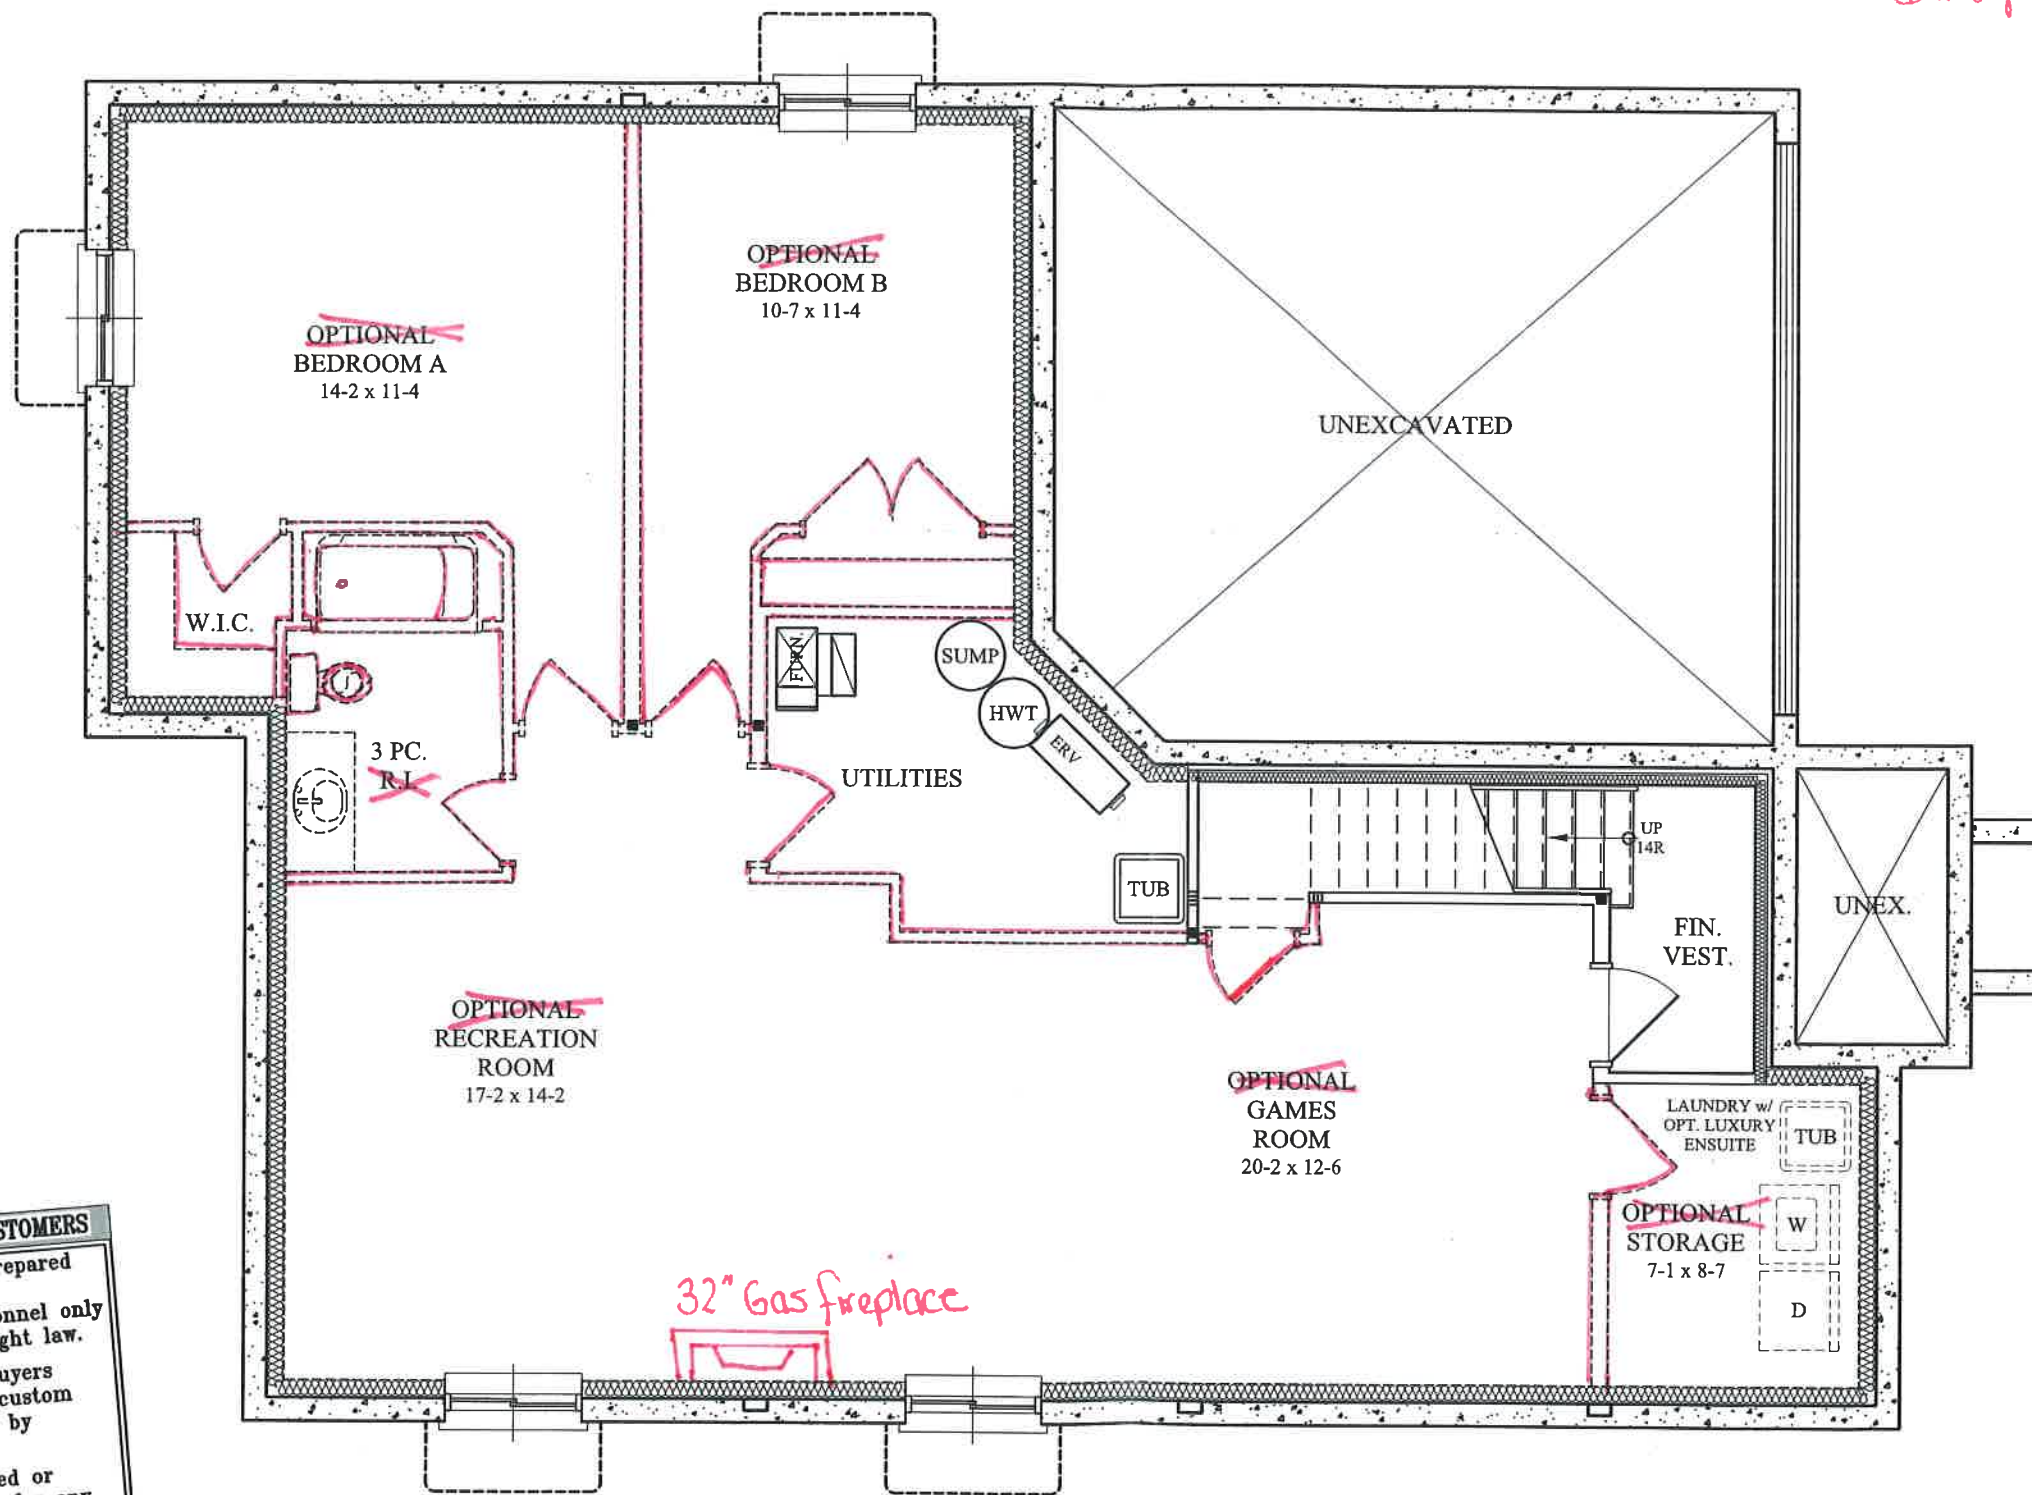 OPTIONAL
BEDROOM B
10-7 x 11-4
OPTIONAL
BEDROOM A
14-2 x 11-4
UNEXCAVATED
W.I.C.
FURN.
SUMP
HWT
ERV
3 PC.
R.I.
UTILITIES
UP
14R
TUB
UNEX.
FIN.
VEST.
OPTIONAL
RECREATION
ROOM
17-2 x 14-2
OPTIONAL
GAMES
ROOM
20-2 x 12-6
LAUNDRY w/
OPT. LUXURY
ENSUITE
TUB
OPTIONAL
STORAGE
7-1 x 8-7
W
D
32" Gas fireplace
STOMERS
repared
onnel only
ght law.
uyers
custom
by
ed or